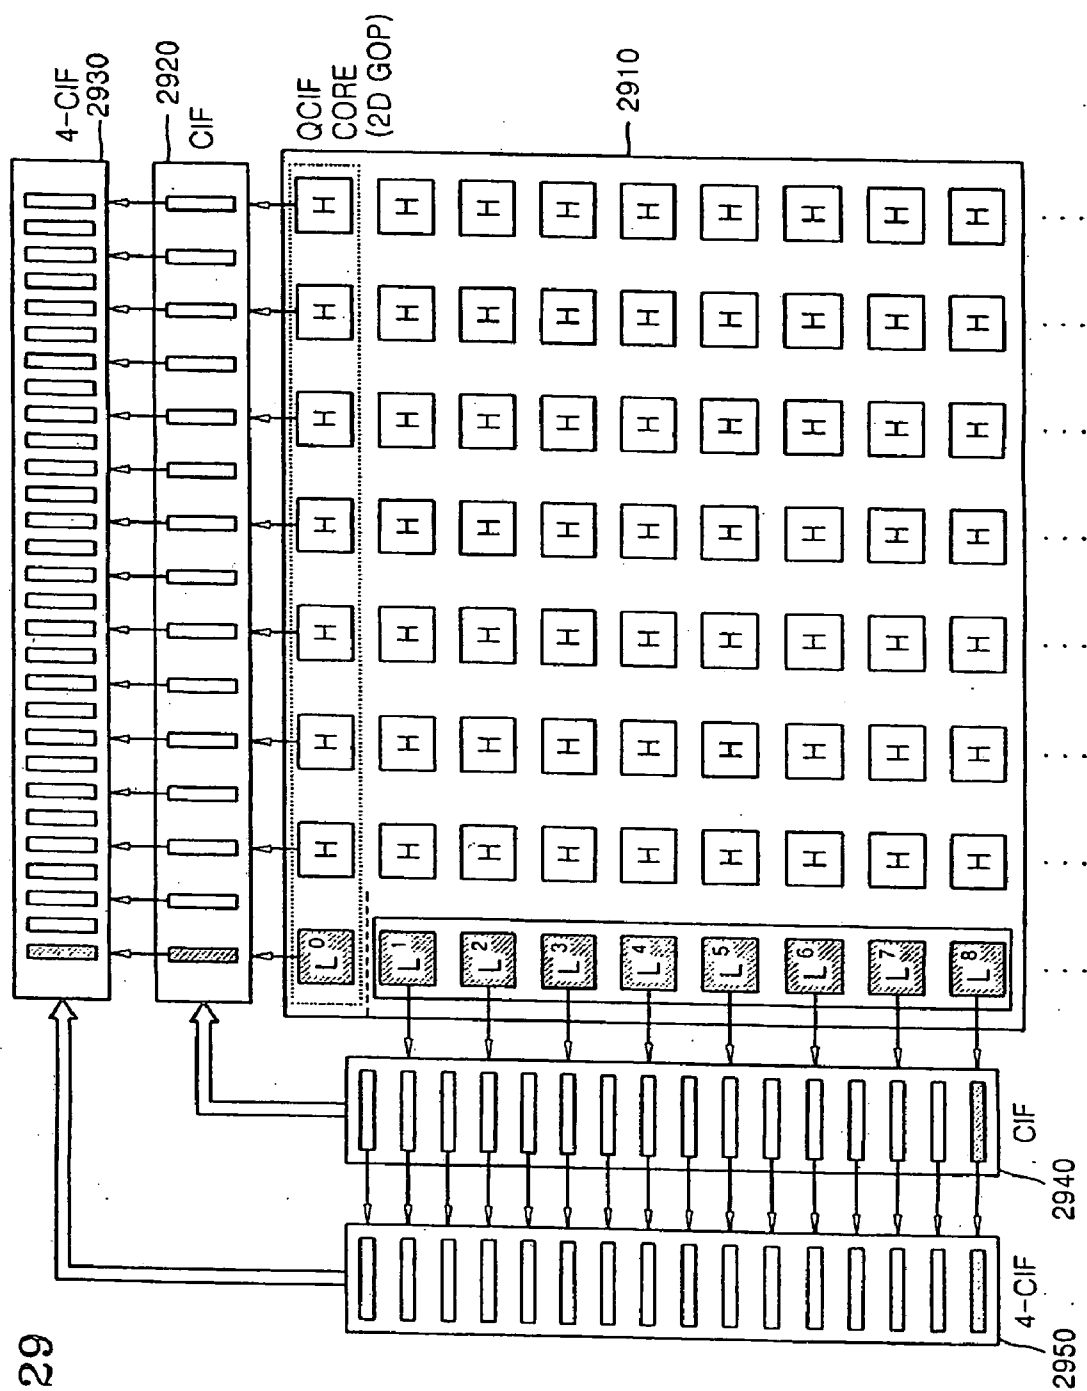 29
4-CIF
2930
2920
CIF
QCIF
CORE
(2D GOP)
2910
L0 H H H H H H H
L1 H H H H H H H
L2 H H H H H H H
L3 H H H H H H H
L4 H H H H H H H
L5 H H H H H H H
L6 H H H H H H H
L7 H H H H H H H
L8 H H H H H H H
... ... ... ... ... ... ... ...
CIF
2940
4-CIF
2950